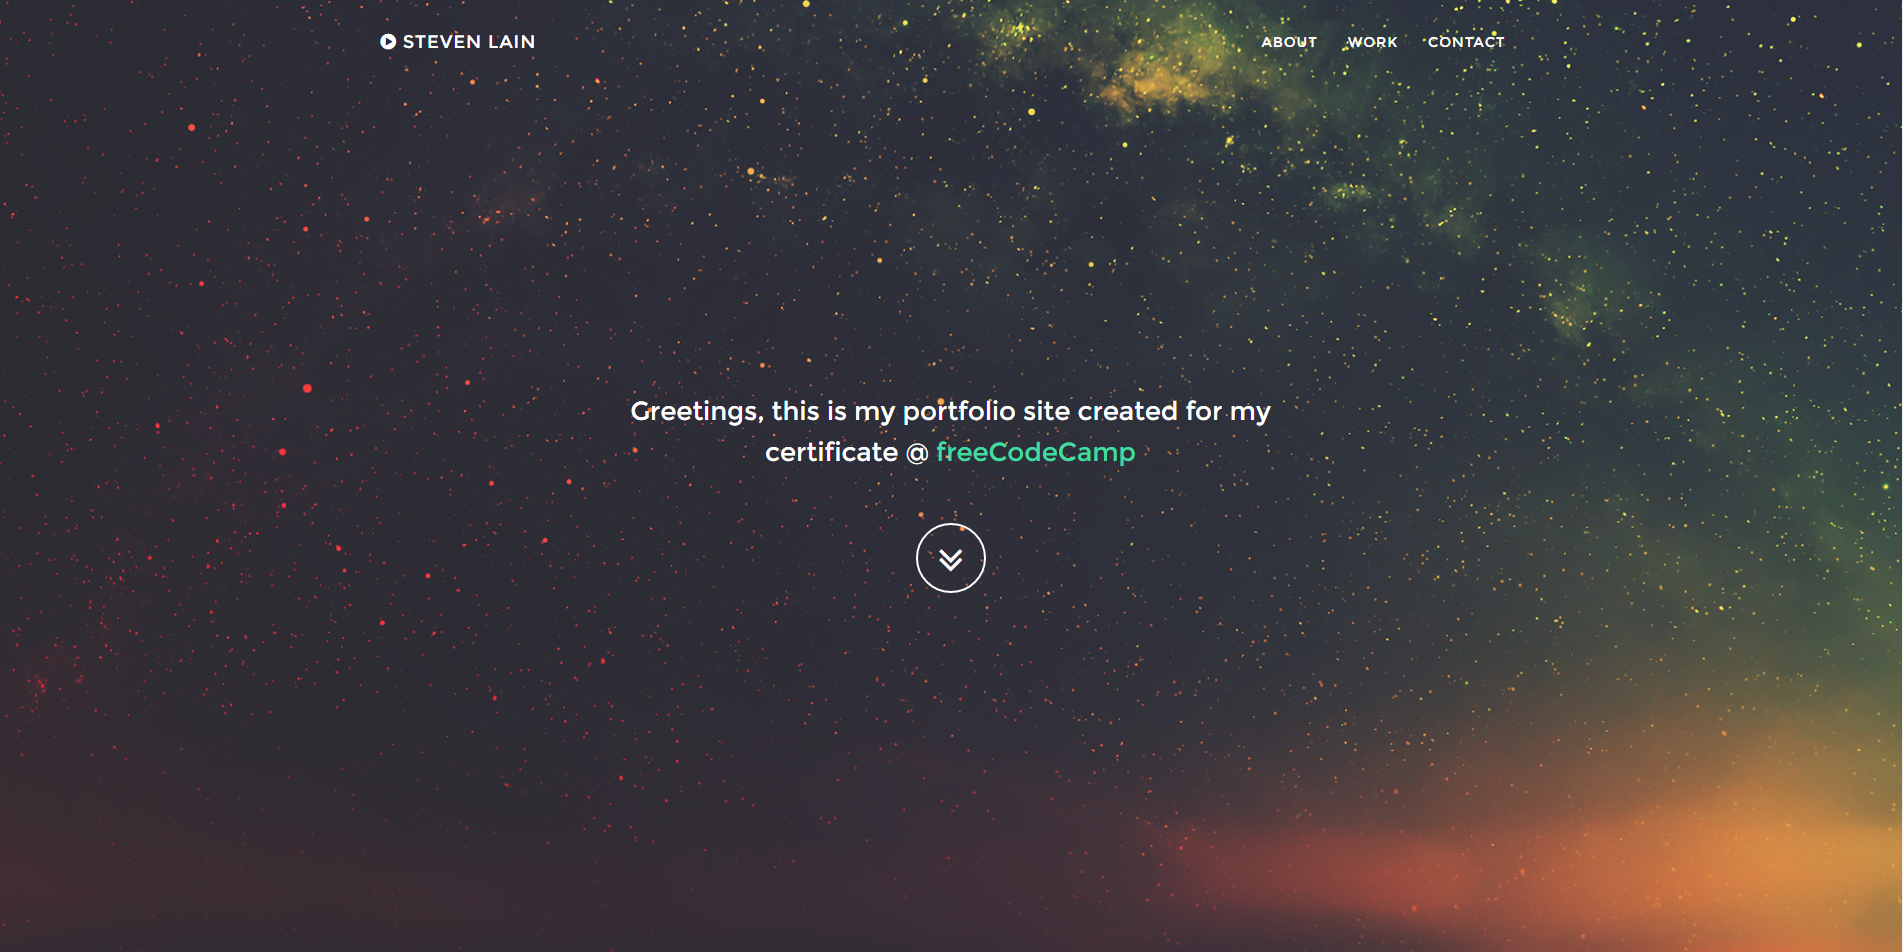 STEVEN LAIN
ABOUT WORK CONTACT
Greetings, this is my portfolio site created for my
certificate @ freeCodeCamp